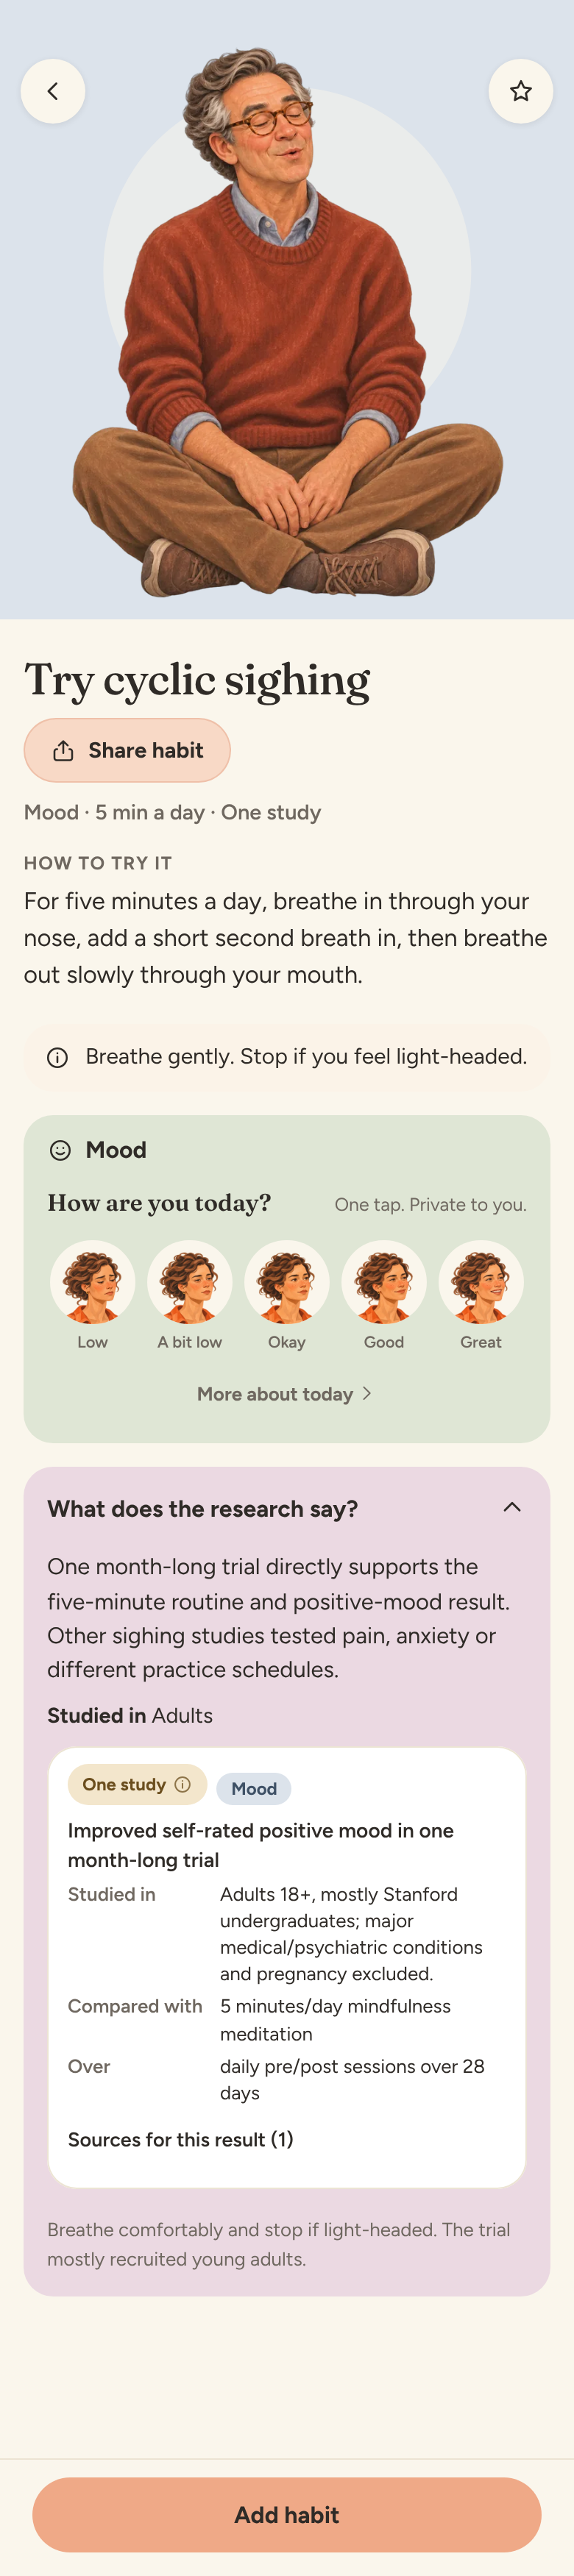 Try cyclic sighing
Share habit
Mood · 5 min a day · One study
HOW TO TRY IT
For five minutes a day, breathe in through your
nose, add a short second breath in, then breathe
out slowly through your mouth.
Breathe gently. Stop if you feel light-headed.
Mood
How are you today?
One tap. Private to you.
Low
A bit low
Okay
Good
Great
More about today
What does the research say?
One month-long trial directly supports the
five-minute routine and positive-mood result.
Other sighing studies tested pain, anxiety or
different practice schedules.
Studied in Adults
One study
Mood
Improved self-rated positive mood in one
month-long trial
Studied in
Adults 18+, mostly Stanford
undergraduates; major
medical/psychiatric conditions
and pregnancy excluded.
Compared with
5 minutes/day mindfulness
meditation
Over
daily pre/post sessions over 28
days
Sources for this result (1)
Breathe comfortably and stop if light-headed. The trial
mostly recruited young adults.
Add habit